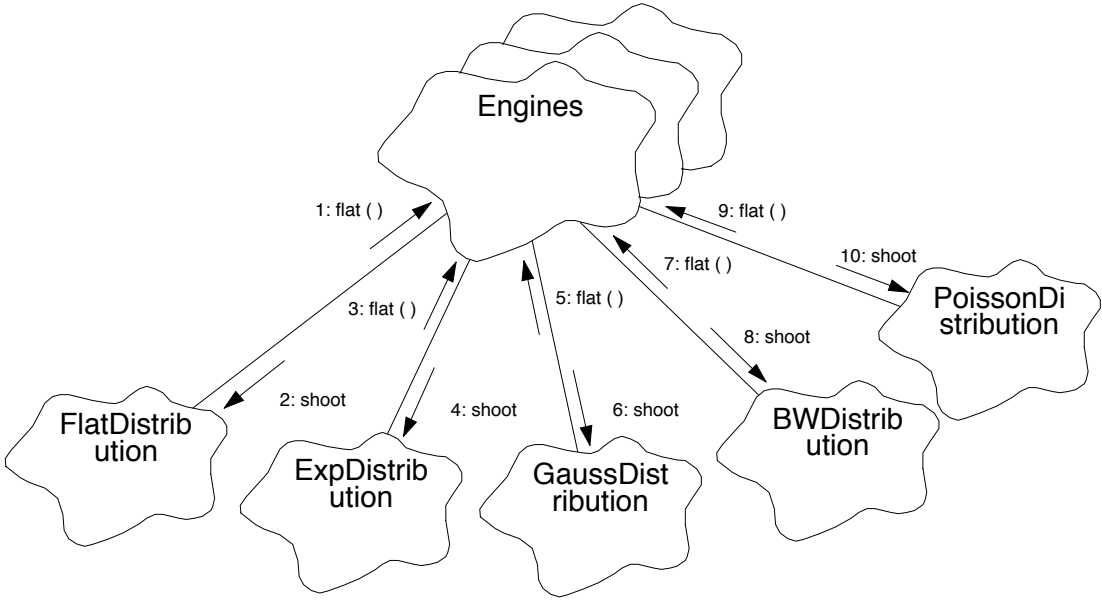 Engines
1: flat ( )
9: flat ( )
10: shoot
7: flat ( )
3: flat ( )
5: flat ( )
PoissonDi
stribution
8: shoot
2: shoot
4: shoot
6: shoot
FlatDistrib
ution
BWDistrib
ution
ExpDistrib
ution
GaussDist
ribution